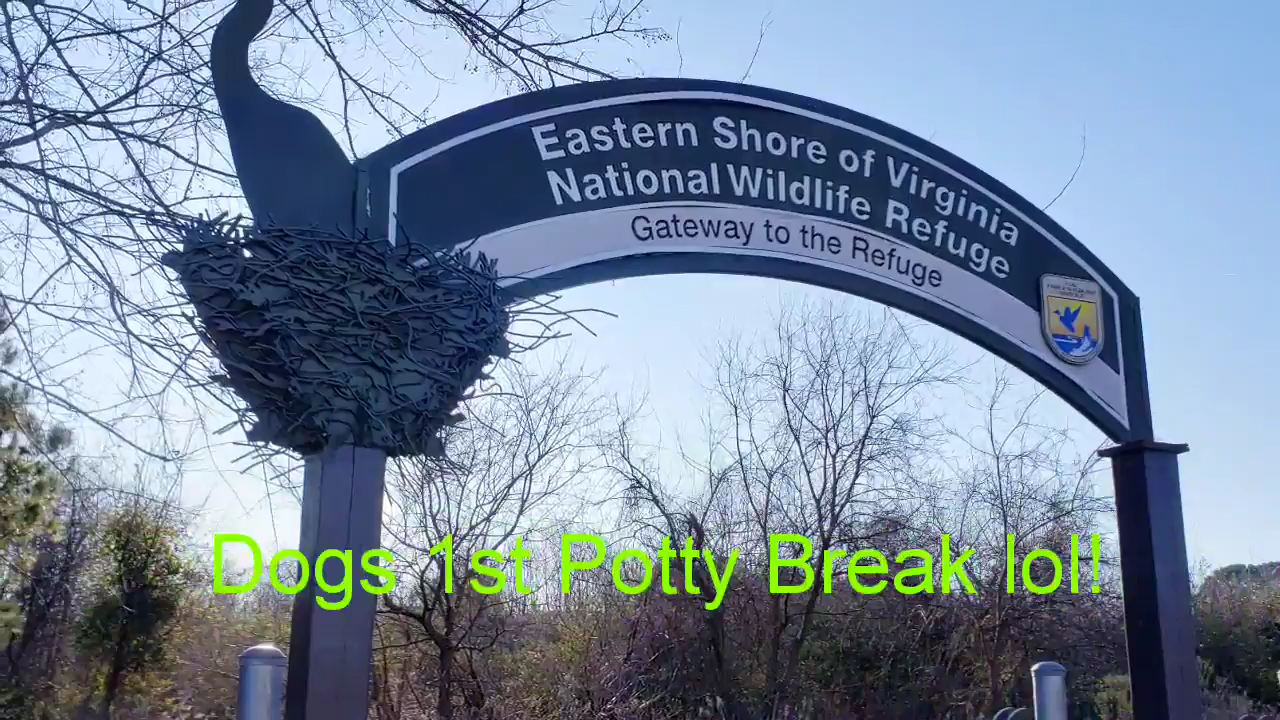 Eastern Shore of Virginia
National Wildlife Refuge
Gateway to the Refuge
Dogs 1st Potty Break lol!